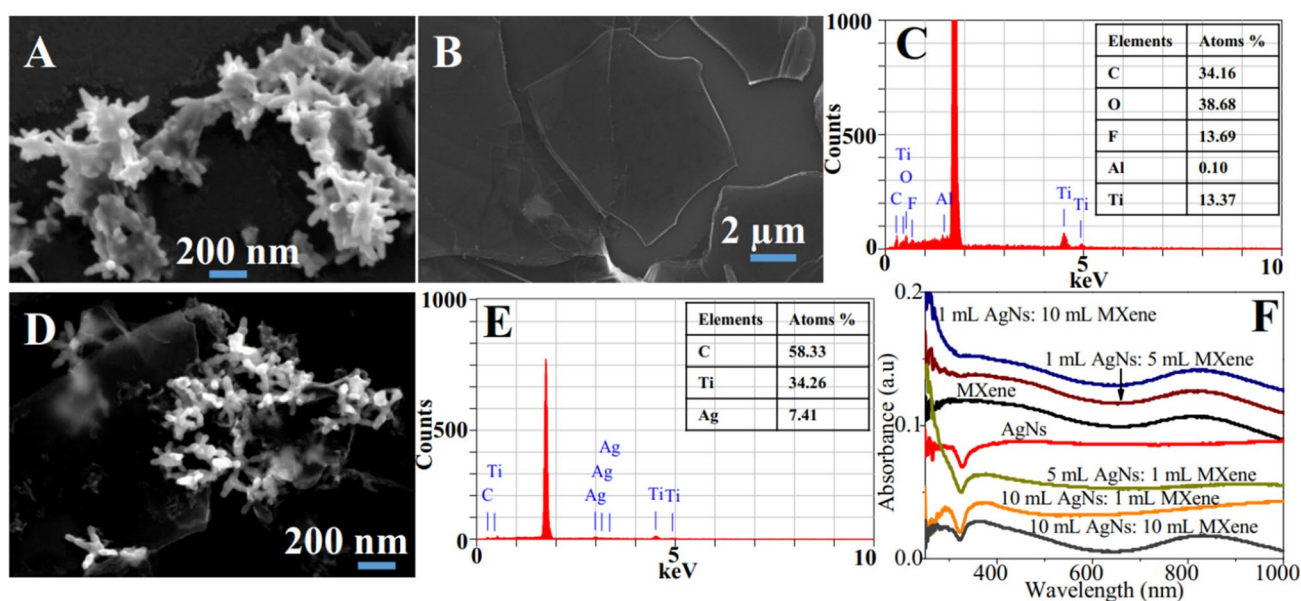 A
200 nm
B
2 µm
C
1000
500
0
Counts
Ti
O
C
F
Al
Ti
Ti
5
10
keV
Elements Atoms %
C 34.16
O 38.68
F 13.69
Al 0.10
Ti 13.37
D
200 nm
E
1000
500
0
Counts
Ti
C
Ag
Ag
Ag
Ti
Ti
5
10
keV
Elements Atoms %
C 58.33
Ti 34.26
Ag 7.41
F
0.2
0.1
0.0
Absorbance (a.u)
1 mL AgNs: 10 mL MXene
1 mL AgNs: 5 mL MXene
MXene
AgNs
5 mL AgNs: 1 mL MXene
10 mL AgNs: 1 mL MXene
10 mL AgNs: 10 mL MXene
400 600 800 1000
Wavelength (nm)